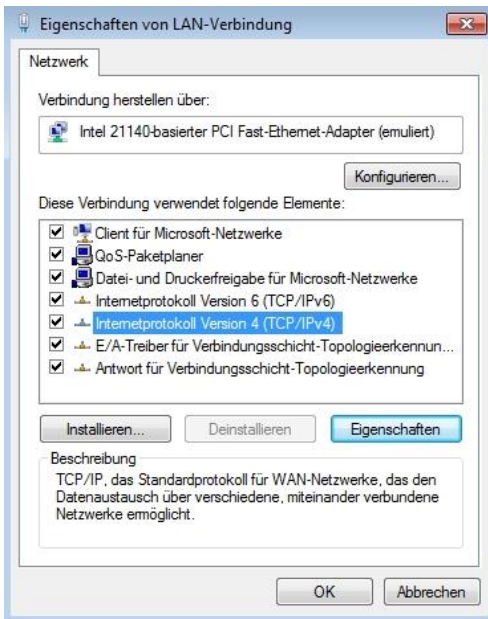 Eigenschaften von LAN-Verbindung
Netzwerk
Verbindung herstellen über:
Intel 21140-basierter PCI Fast-Ethernet-Adapter (emuliert)
Konfigurieren...
Diese Verbindung verwendet folgende Elemente:
Client für Microsoft-Netzwerke
QoS-Paketplaner
Datei- und Druckerfreigabe für Microsoft-Netzwerke
Internetprotokoll Version 6 (TCP/IPv6)
Internetprotokoll Version 4 (TCP/IPv4)
E/A-Treiber für Verbindungsschicht-Topologieerkennun...
Antwort für Verbindungsschicht-Topologieerkennung
Installieren... Deinstallieren Eigenschaften
Beschreibung
TCP/IP, das Standardprotokoll für WAN-Netzwerke, das den
Datenaustausch über verschiedene, miteinander verbundene
Netzwerke ermöglicht.
OK Abbrechen